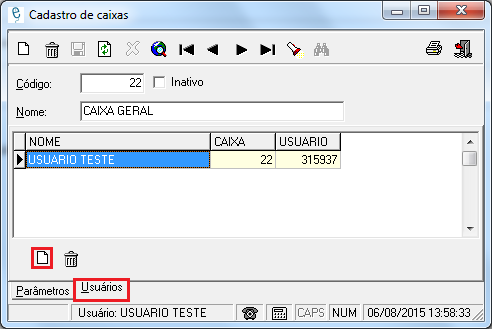 Cadastro de caixas
Código: 22 Inativo
Nome: CAIXA GERAL
NOME CAIXA USUARIO
USUARIO TESTE 22 315937
Parâmetros Usuários
Usuário: USUARIO TESTE CAPS NUM 06/08/2015 13:58:33